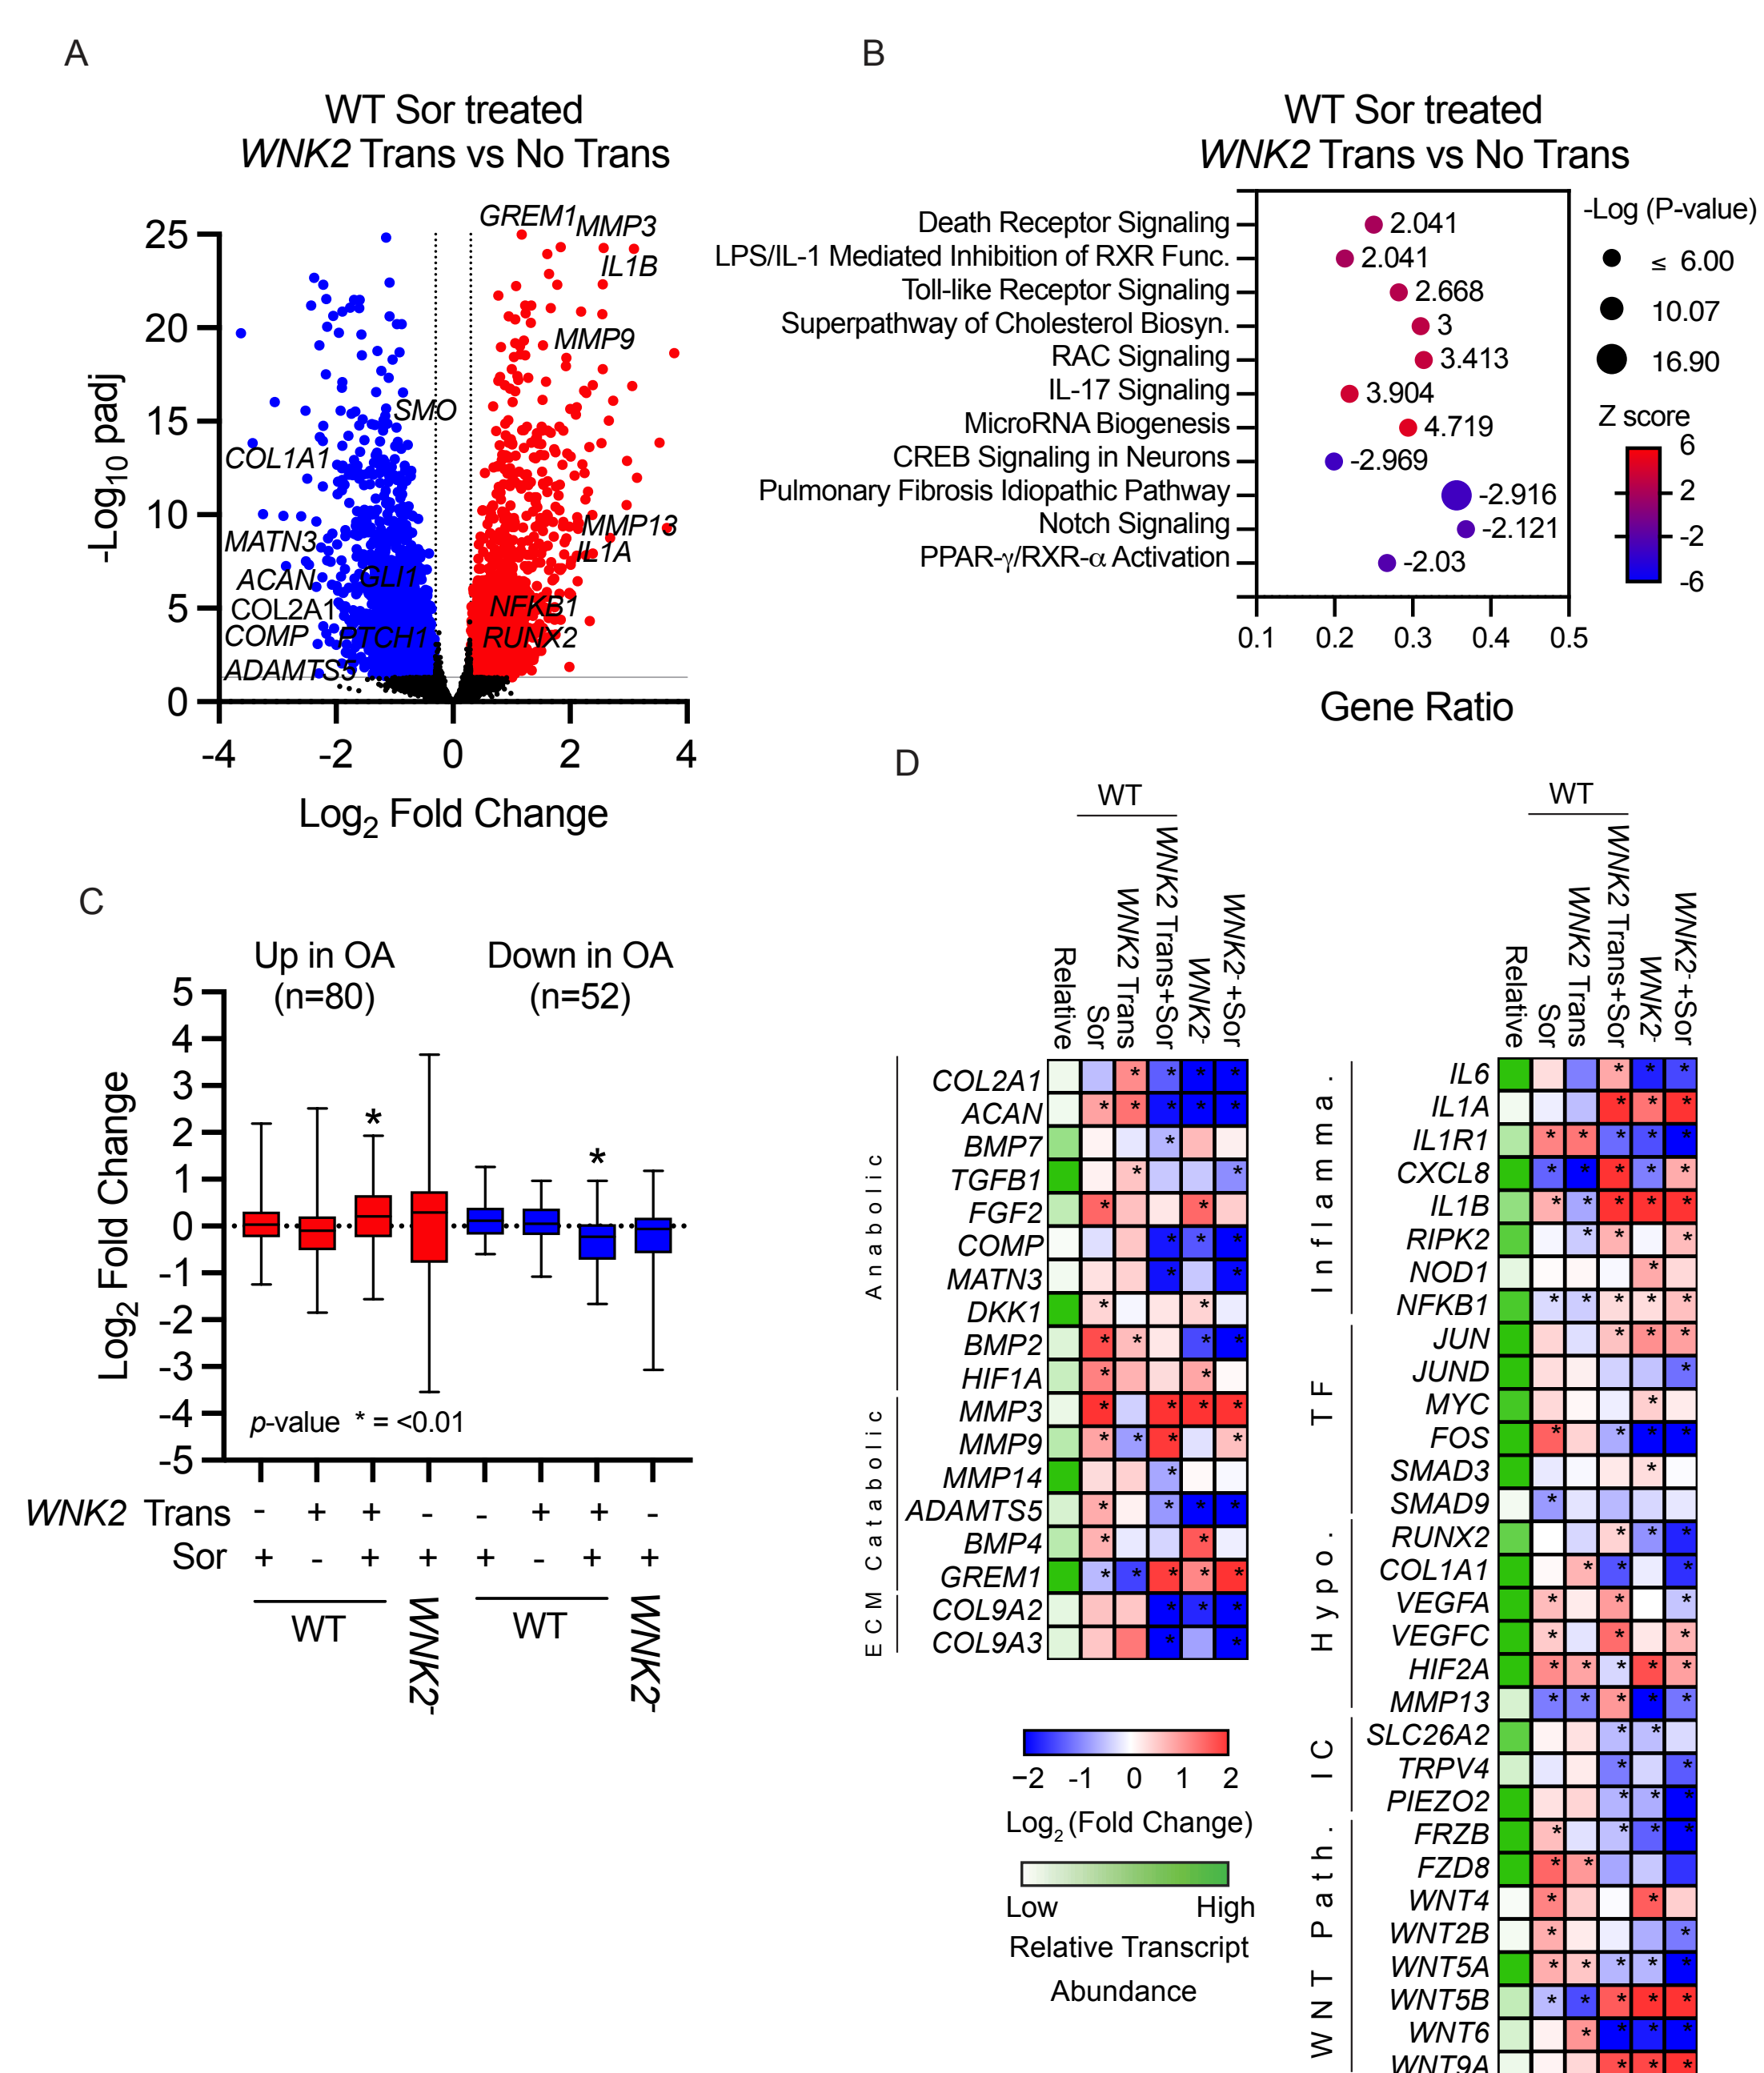 A
WT Sor treated
WNK2 Trans vs No Trans
-Log10 padj
25
20
15
10
5
0
-4
-2
0
2
4
Log2 Fold Change
GREM1
MMP3
IL1B
MMP9
SMO
COL1A1
MMP13
MATN3
IL1A
ACAN
GLI1
COL2A1
NFKB1
COMP
PTCH1
RUNX2
ADAMTS5
B
WT Sor treated
WNK2 Trans vs No Trans
Death Receptor Signaling 2.041
LPS/IL-1 Mediated Inhibition of RXR Func. 2.041
Toll-like Receptor Signaling 2.668
Superpathway of Cholesterol Biosyn. 3
RAC Signaling 3.413
IL-17 Signaling 3.904
MicroRNA Biogenesis 4.719
CREB Signaling in Neurons -2.969
Pulmonary Fibrosis Idiopathic Pathway -2.916
Notch Signaling -2.121
PPAR-γ/RXR-α Activation -2.03
0.1 0.2 0.3 0.4 0.5
Gene Ratio
-Log (P-value)
≤ 6.00
10.07
16.90
Z score
6
2
-2
-6
C
Up in OA
(n=80)
Down in OA
(n=52)
Log2 Fold Change
5
4
3
2
1
0
-1
-2
-3
-4
-5
*
*
p-value * = <0.01
WNK2 Trans - + + - - + + -
Sor + - + + + - + +
WT
WNK2-
WT
WNK2-
D
WT
Relative
Sor
WNK2 Trans
WNK2 Trans+Sor
WNK2-
WNK2-+Sor
Anabolic
COL2A1 * * * *
ACAN * * * * *
BMP7 *
TGFB1 * *
FGF2 * *
COMP * * *
MATN3 * *
DKK1 * *
BMP2 * * * *
HIF1A * *
Catabolic
MMP3 * * * *
MMP9 * * * *
MMP14 *
ADAMTS5 * * * *
BMP4 * *
GREM1 * * * * *
ECM
COL9A2 * * *
COL9A3 * *
−2 -1 0 1 2
Log2 (Fold Change)
Low High
Relative Transcript
Abundance
WT
Relative
Sor
WNK2 Trans
WNK2 Trans+Sor
WNK2-
WNK2-+Sor
Inflamma.
IL6 * * *
IL1A * * *
IL1R1 * * * * *
CXCL8 * * * * *
IL1B * * * * *
RIPK2 * * *
NOD1 *
NFKB1 * * * * *
TF
JUN * * *
JUND *
MYC *
FOS * * * *
SMAD3 *
SMAD9 *
Hypo.
RUNX2 * * *
COL1A1 * * *
VEGFA * * *
VEGFC * * *
HIF2A * * * * *
MMP13 * * * * *
IC
SLC26A2 * *
TRPV4 * *
PIEZO2 * * *
WNT Path.
FRZB * * * *
FZD8 * *
WNT4 * *
WNT2B * *
WNT5A * * * * *
WNT5B * * * * *
WNT6 * * * *
WNT9A * * *